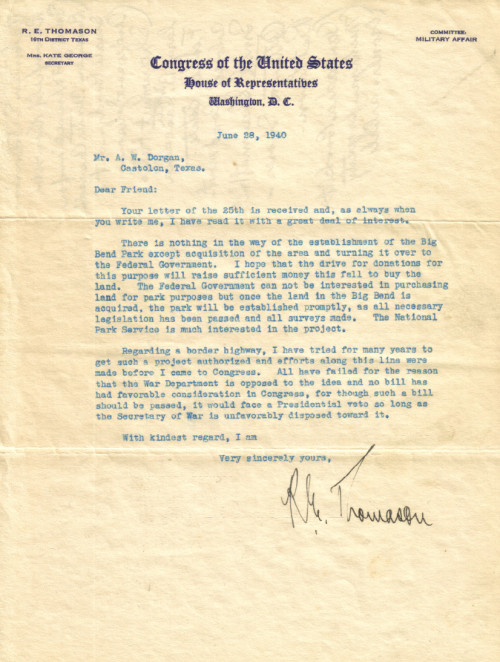 R. E. THOMASON
16TH DISTRICT TEXAS
MRS. KATE GEORGE
SECRETARY
COMMITTEE:
MILITARY AFFAIR
Congress of the United States
House of Representatives
Washington, D. C.
June 28, 1940
Mr. A. W. Dorgan,
Castolon, Texas.
Dear Friend:
Your letter of the 25th is received and, as always when
you write me, I have read it with a great deal of interest.
There is nothing in the way of the establishment of the Big
Bend Park except acquisition of the area and turning it over to
the Federal Government. I hope that the drive for donations for
this purpose will raise sufficient money this fall to buy the
land. The Federal Government can not be interested in purchasing
land for park purposes but once the land in the Big Bend is
acquired, the park will be established promptly, as all necessary
legislation has been passed and all surveys made. The National
Park Service is much interested in the project.
Regarding a border highway, I have tried for many years to
get such a project authorized and efforts along this line were
made before I came to Congress. All have failed for the reason
that the War Department is opposed to the idea and no bill has
had favorable consideration in Congress, for though such a bill
should be passed, it would face a Presidential veto so long as
the Secretary of War is unfavorably disposed toward it.
With kindest regard, I am
Very sincerely yours,
R. E. Thomason